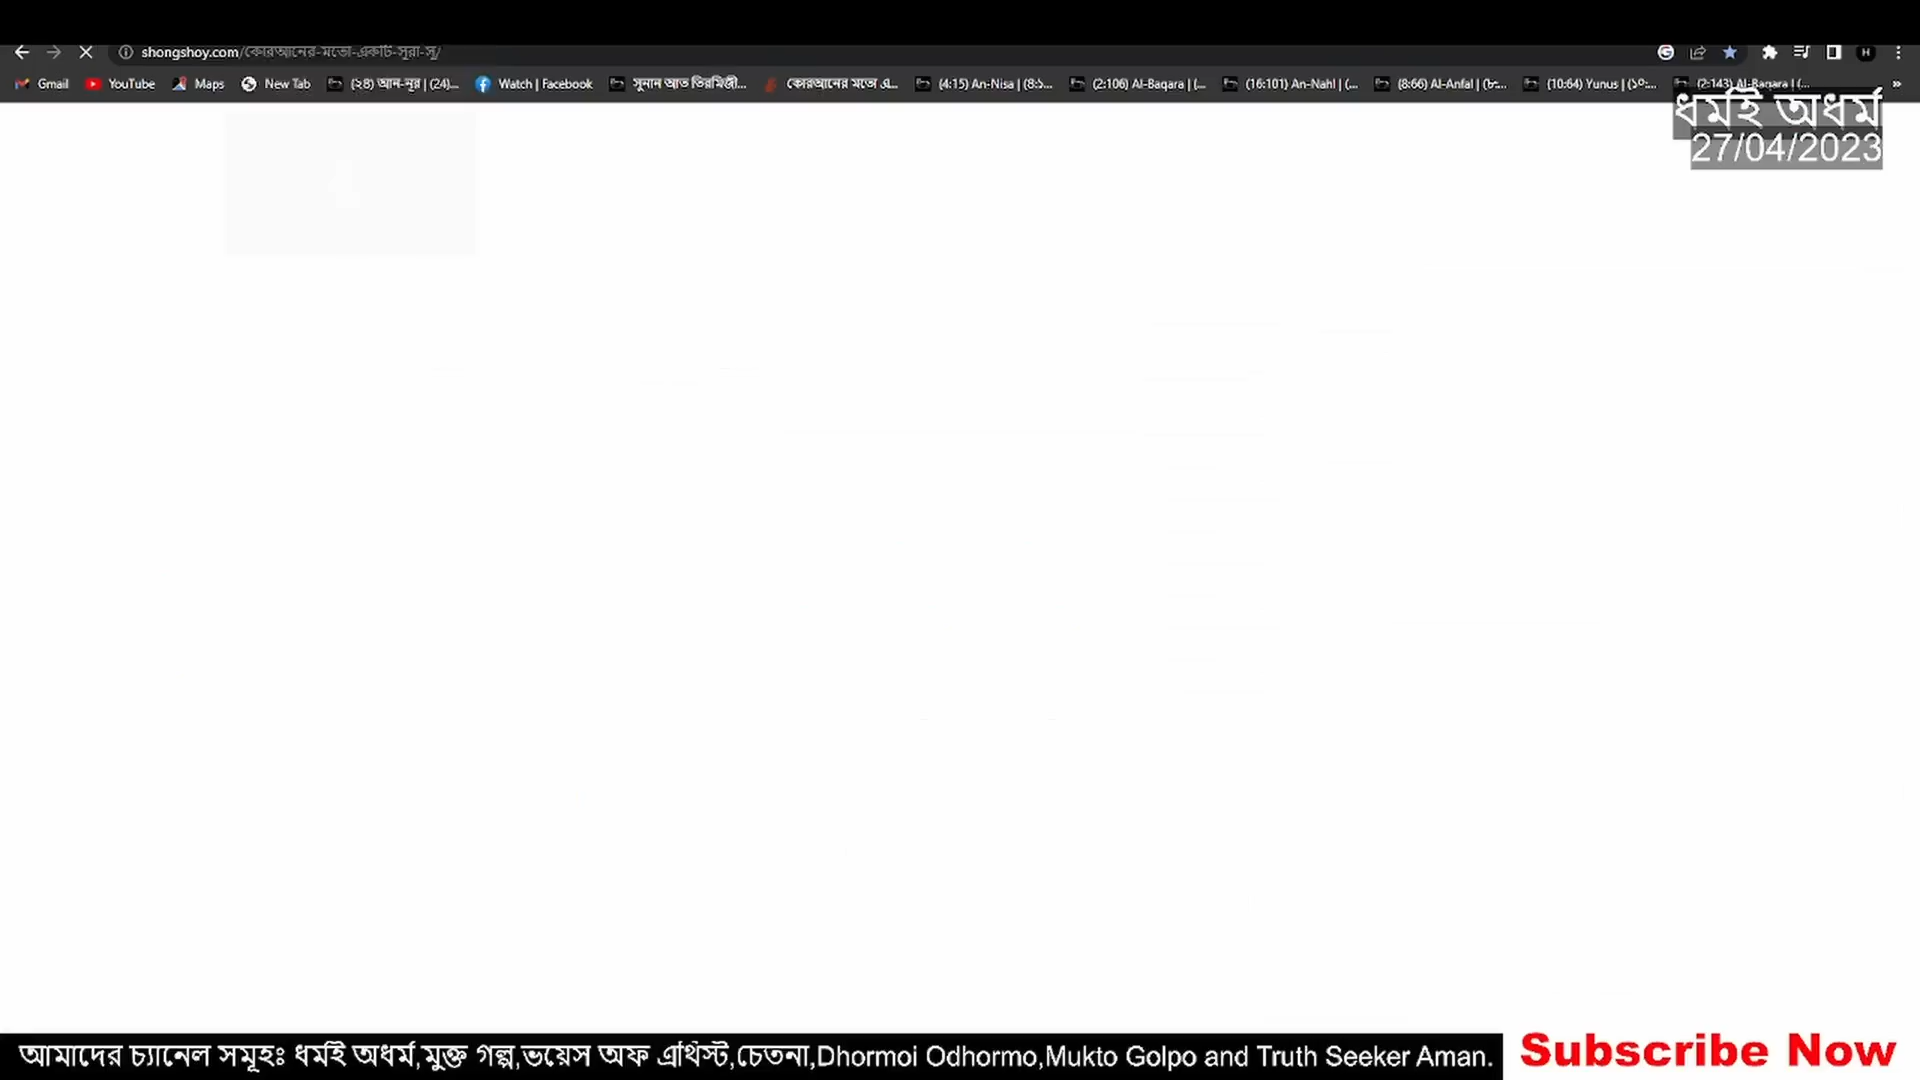 shongshoy.com/কোরআনের-মতো-একটি-সুরা-সু/
Gmail YouTube Maps New Tab (২৪) আন-নূর | (24)... Watch | Facebook সুনান আত তিরমিজী... কোরআনের মতো এ... (4:15) An-Nisa | (৪:১... (2:106) Al-Baqara | (... (16:101) An-Nahl | (... (8:66) Al-Anfal | (৮:... (10:64) Yunus | (১০:... (2:143) Al-Baqara | (...
ধর্মই অধর্ম
27/04/2023
আমাদের চ্যানেল সমূহঃ ধর্মই অধর্ম,মুক্ত গল্প,ভয়েস অফ এথিস্ট,চেতনা,Dhormoi Odhormo,Mukto Golpo and Truth Seeker Aman.
Subscribe Now